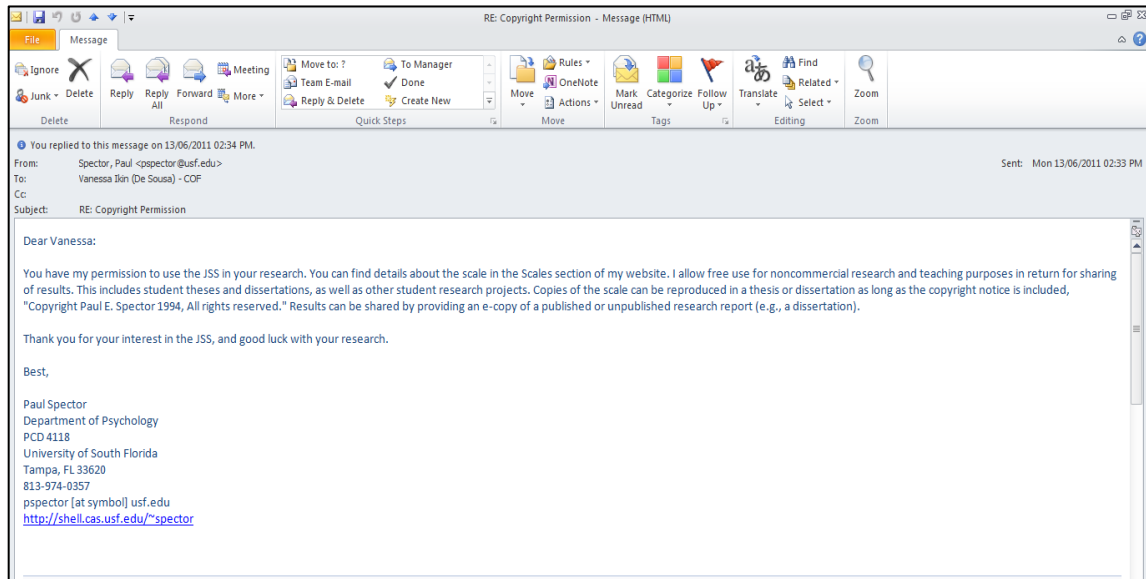 RE: Copyright Permission - Message (HTML)
File Message
Ignore
Junk
Delete
Reply
Reply All
Forward
Meeting
More
Move to: ?
Team E-mail
Reply & Delete
To Manager
Done
Create New
Move
Rules
OneNote
Actions
Mark Unread
Categorize
Follow Up
Translate
Find
Related
Select
Zoom
Delete Respond Quick Steps Move Tags Editing Zoom
You replied to this message on 13/06/2011 02:34 PM.
From: Spector, Paul <pspector@usf.edu> Sent: Mon 13/06/2011 02:33 PM
To: Vanessa Ikin (De Sousa) - COF
Cc:
Subject: RE: Copyright Permission
Dear Vanessa:
You have my permission to use the JSS in your research. You can find details about the scale in the Scales section of my website. I allow free use for noncommercial research and teaching purposes in return for sharing
of results. This includes student theses and dissertations, as well as other student research projects. Copies of the scale can be reproduced in a thesis or dissertation as long as the copyright notice is included,
"Copyright Paul E. Spector 1994, All rights reserved." Results can be shared by providing an e-copy of a published or unpublished research report (e.g., a dissertation).
Thank you for your interest in the JSS, and good luck with your research.
Best,
Paul Spector
Department of Psychology
PCD 4118
University of South Florida
Tampa, FL 33620
813-974-0357
pspector [at symbol] usf.edu
http://shell.cas.usf.edu/~spector